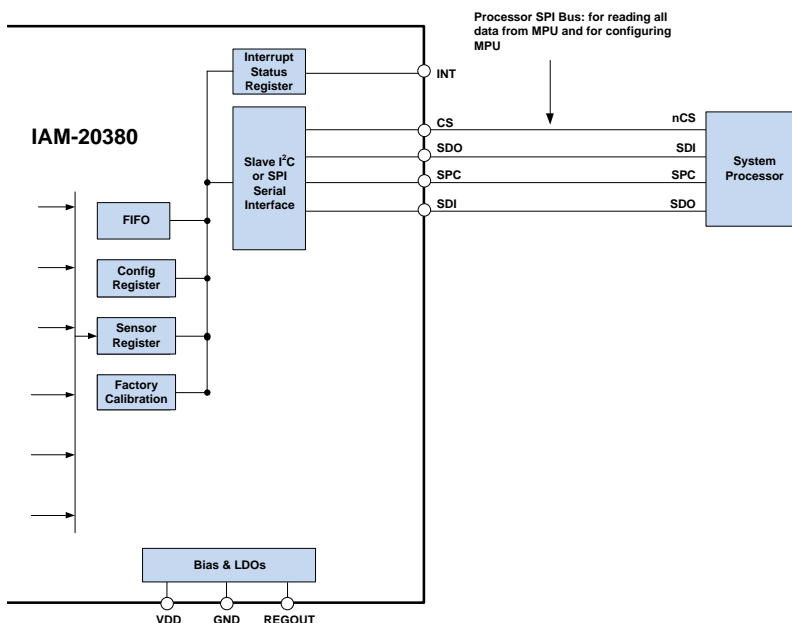 Processor SPI Bus: for reading all
data from MPU and for configuring
MPU
Interrupt
Status
Register
INT
IAM-20380
Slave I²C
or SPI
Serial
Interface
CS
nCS
SDO
SDI
SPC
SPC
SDI
SDO
System
Processor
FIFO
Config
Register
Sensor
Register
Factory
Calibration
Bias & LDOs
VDD
GND
REGOUT